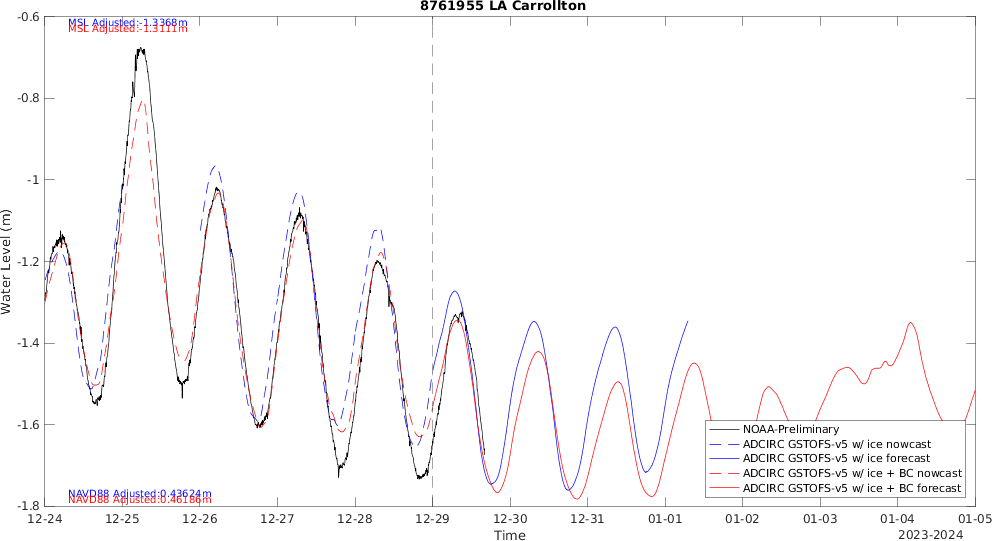 8761955 LA Carrollton
MSL Adjusted:-1.3368m
MSL Adjusted:-1.3111m
-0.6
-0.8
-1
-1.2
-1.4
-1.6
-1.8
Water Level (m)
NAVD88 Adjusted:0.43624m
NAVD88 Adjusted:0.46186m
NOAA-Preliminary
ADCIRC GSTOFS-v5 w/ ice nowcast
ADCIRC GSTOFS-v5 w/ ice forecast
ADCIRC GSTOFS-v5 w/ ice + BC nowcast
ADCIRC GSTOFS-v5 w/ ice + BC forecast
12-24 12-25 12-26 12-27 12-28 12-29 12-30 12-31 01-01 01-02 01-03 01-04 01-05
Time
2023-2024